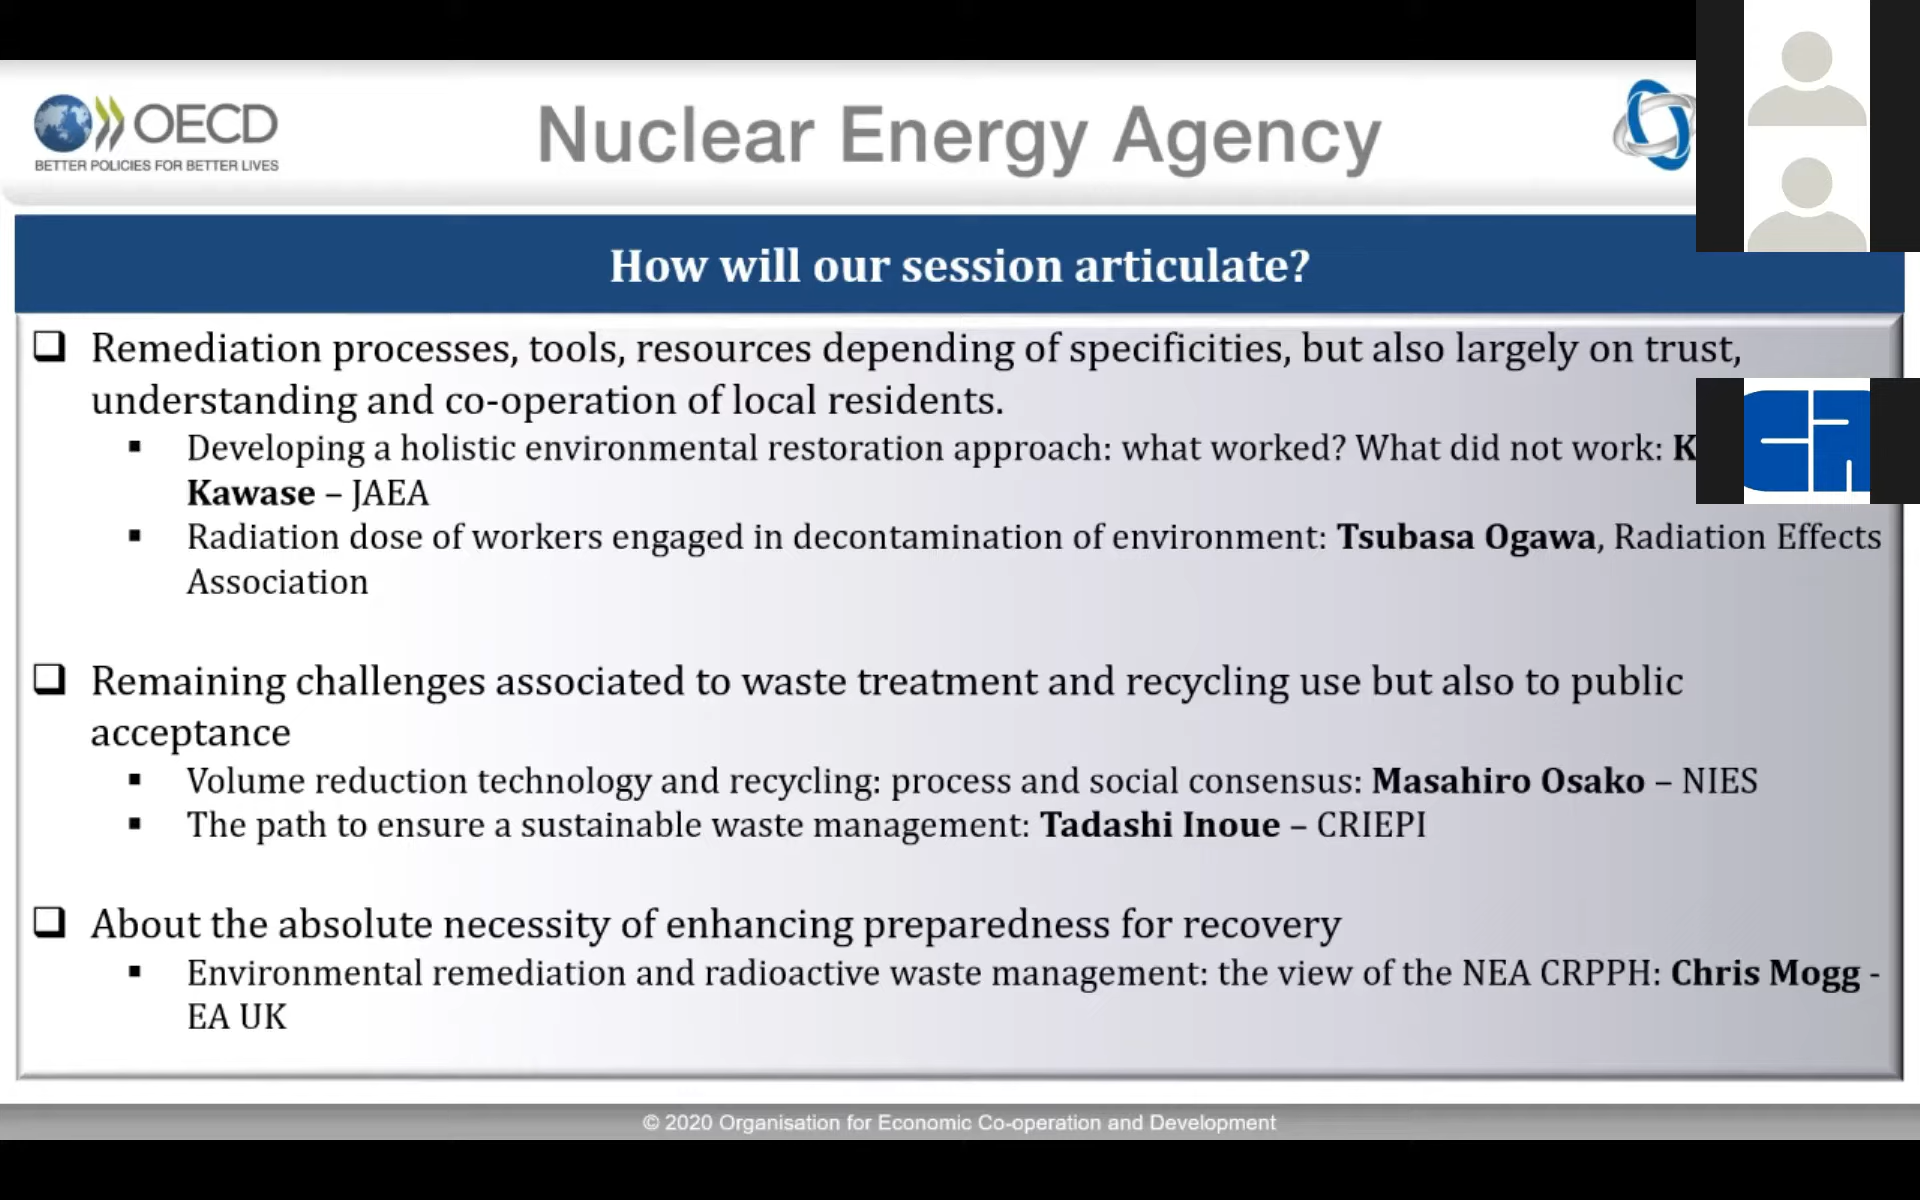 OECD
BETTER POLICIES FOR BETTER LIVES
Nuclear Energy Agency
How will our session articulate?
Remediation processes, tools, resources depending of specificities, but also largely on trust,
understanding and co-operation of local residents.
Developing a holistic environmental restoration approach: what worked? What did not work:
Kawase – JAEA
Radiation dose of workers engaged in decontamination of environment: Tsubasa Ogawa, Radiation Effects
Association
Remaining challenges associated to waste treatment and recycling use but also to public
acceptance
Volume reduction technology and recycling: process and social consensus: Masahiro Osako – NIES
The path to ensure a sustainable waste management: Tadashi Inoue – CRIEPI
About the absolute necessity of enhancing preparedness for recovery
Environmental remediation and radioactive waste management: the view of the NEA CRPPH: Chris Mogg -
EA UK
© 2020 Organisation for Economic Co-operation and Development